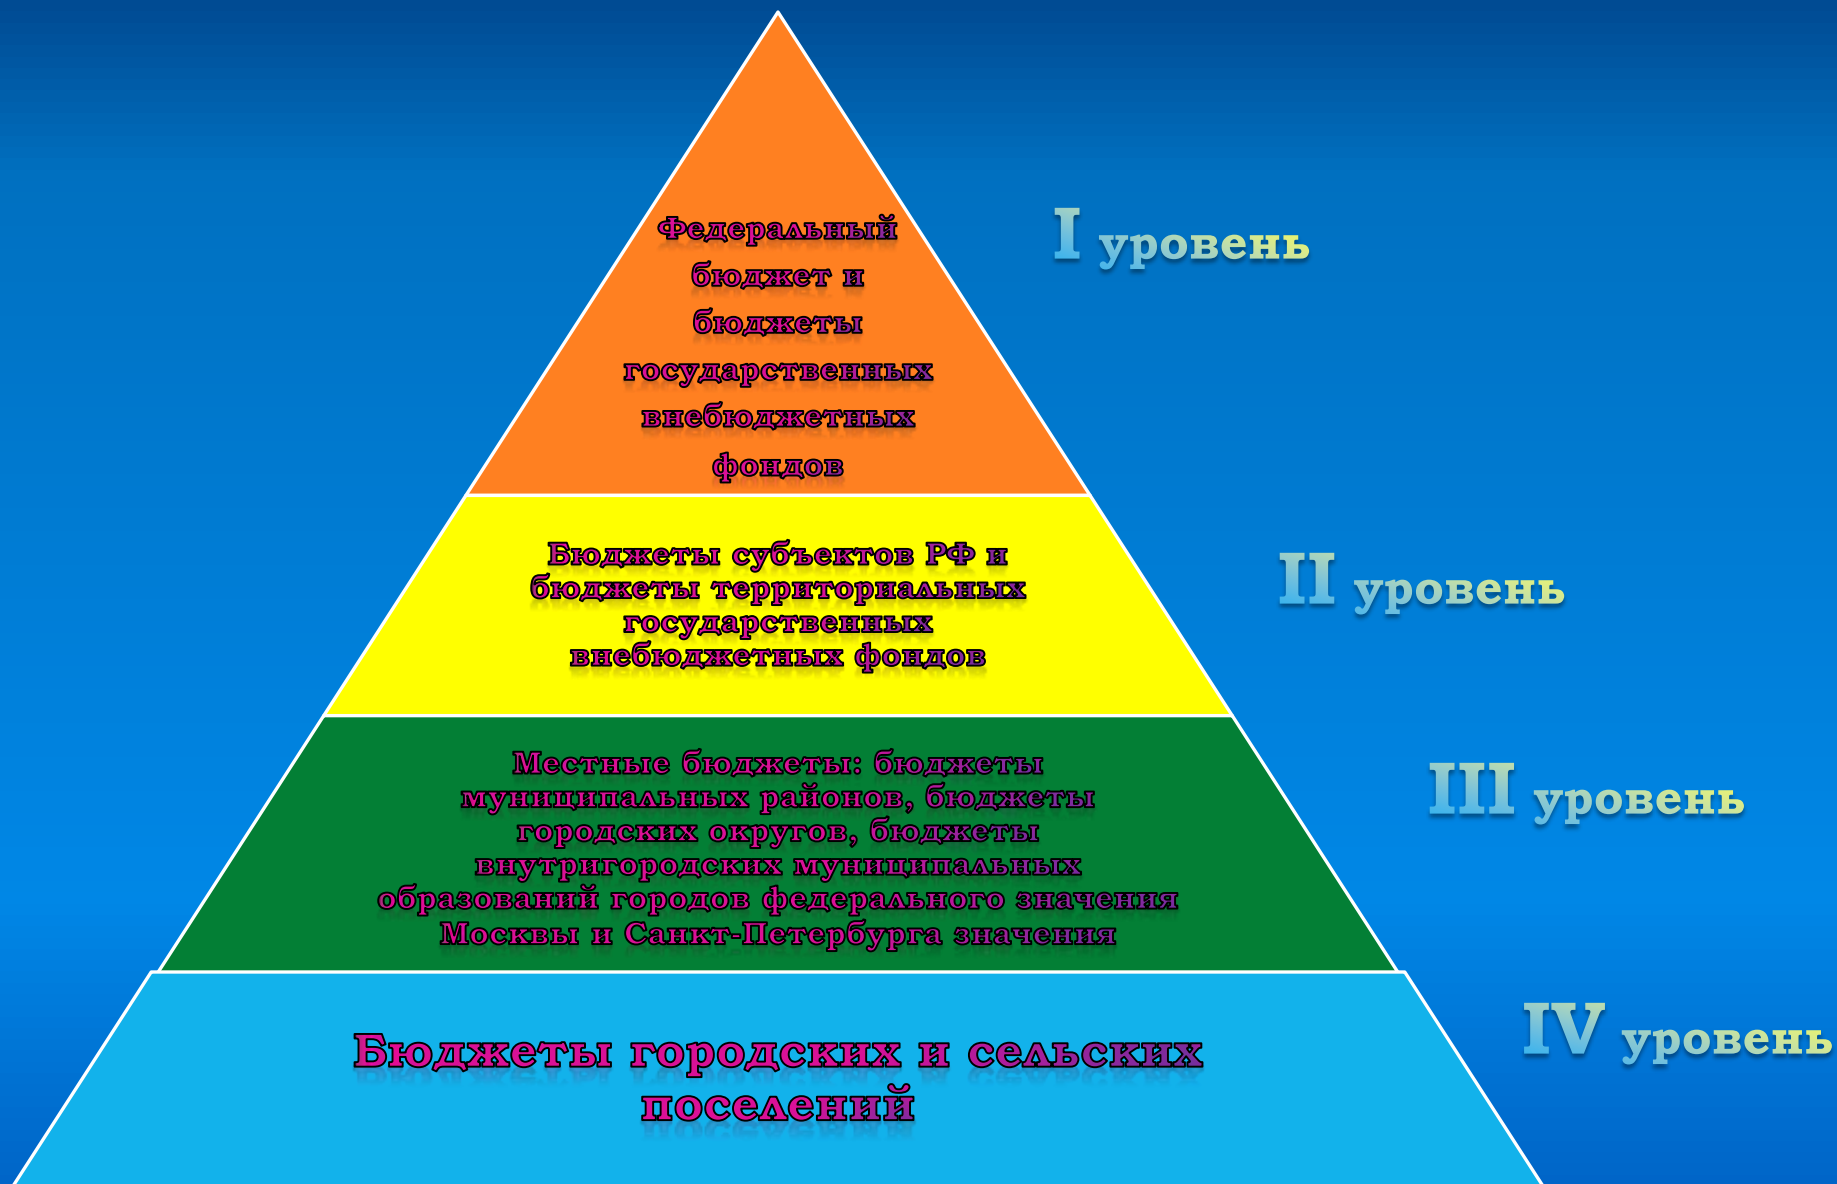 Федеральный
бюджет и
бюджеты
государственных
внебюджетных
фондов
I уровень
Бюджеты субъектов РФ и
бюджеты территориальных
государственных
внебюджетных фондов
II уровень
Местные бюджеты: бюджеты
муниципальных районов, бюджеты
городских округов, бюджеты
внутригородских муниципальных
образований городов федерального значения
Москвы и Санкт-Петербурга значения
III уровень
Бюджеты городских и сельских
поселений
IV уровень